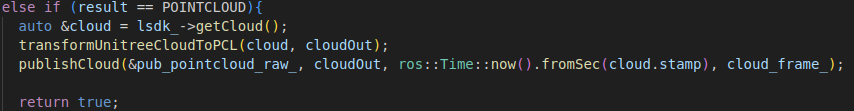 else if (result == POINTCLOUD){
auto &cloud = lsdk_->getCloud();
transformUnitreeCloudToPCL(cloud, cloudOut);
publishCloud(&pub_pointcloud_raw_, cloudOut, ros::Time::now().fromSec(cloud.stamp), cloud_frame_);
return true;